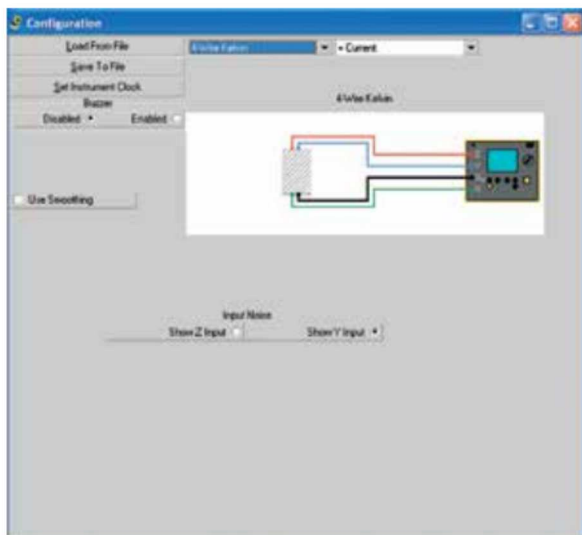 Configuration
Load From File
4-Wire Kelvin
+ Current
Save To File
Set Instrument Clock
Buzzer
4-Wire Kelvin
Disabled
Enabled
Use Smoothing
Input Noise
Show Z Input
Show Y Input